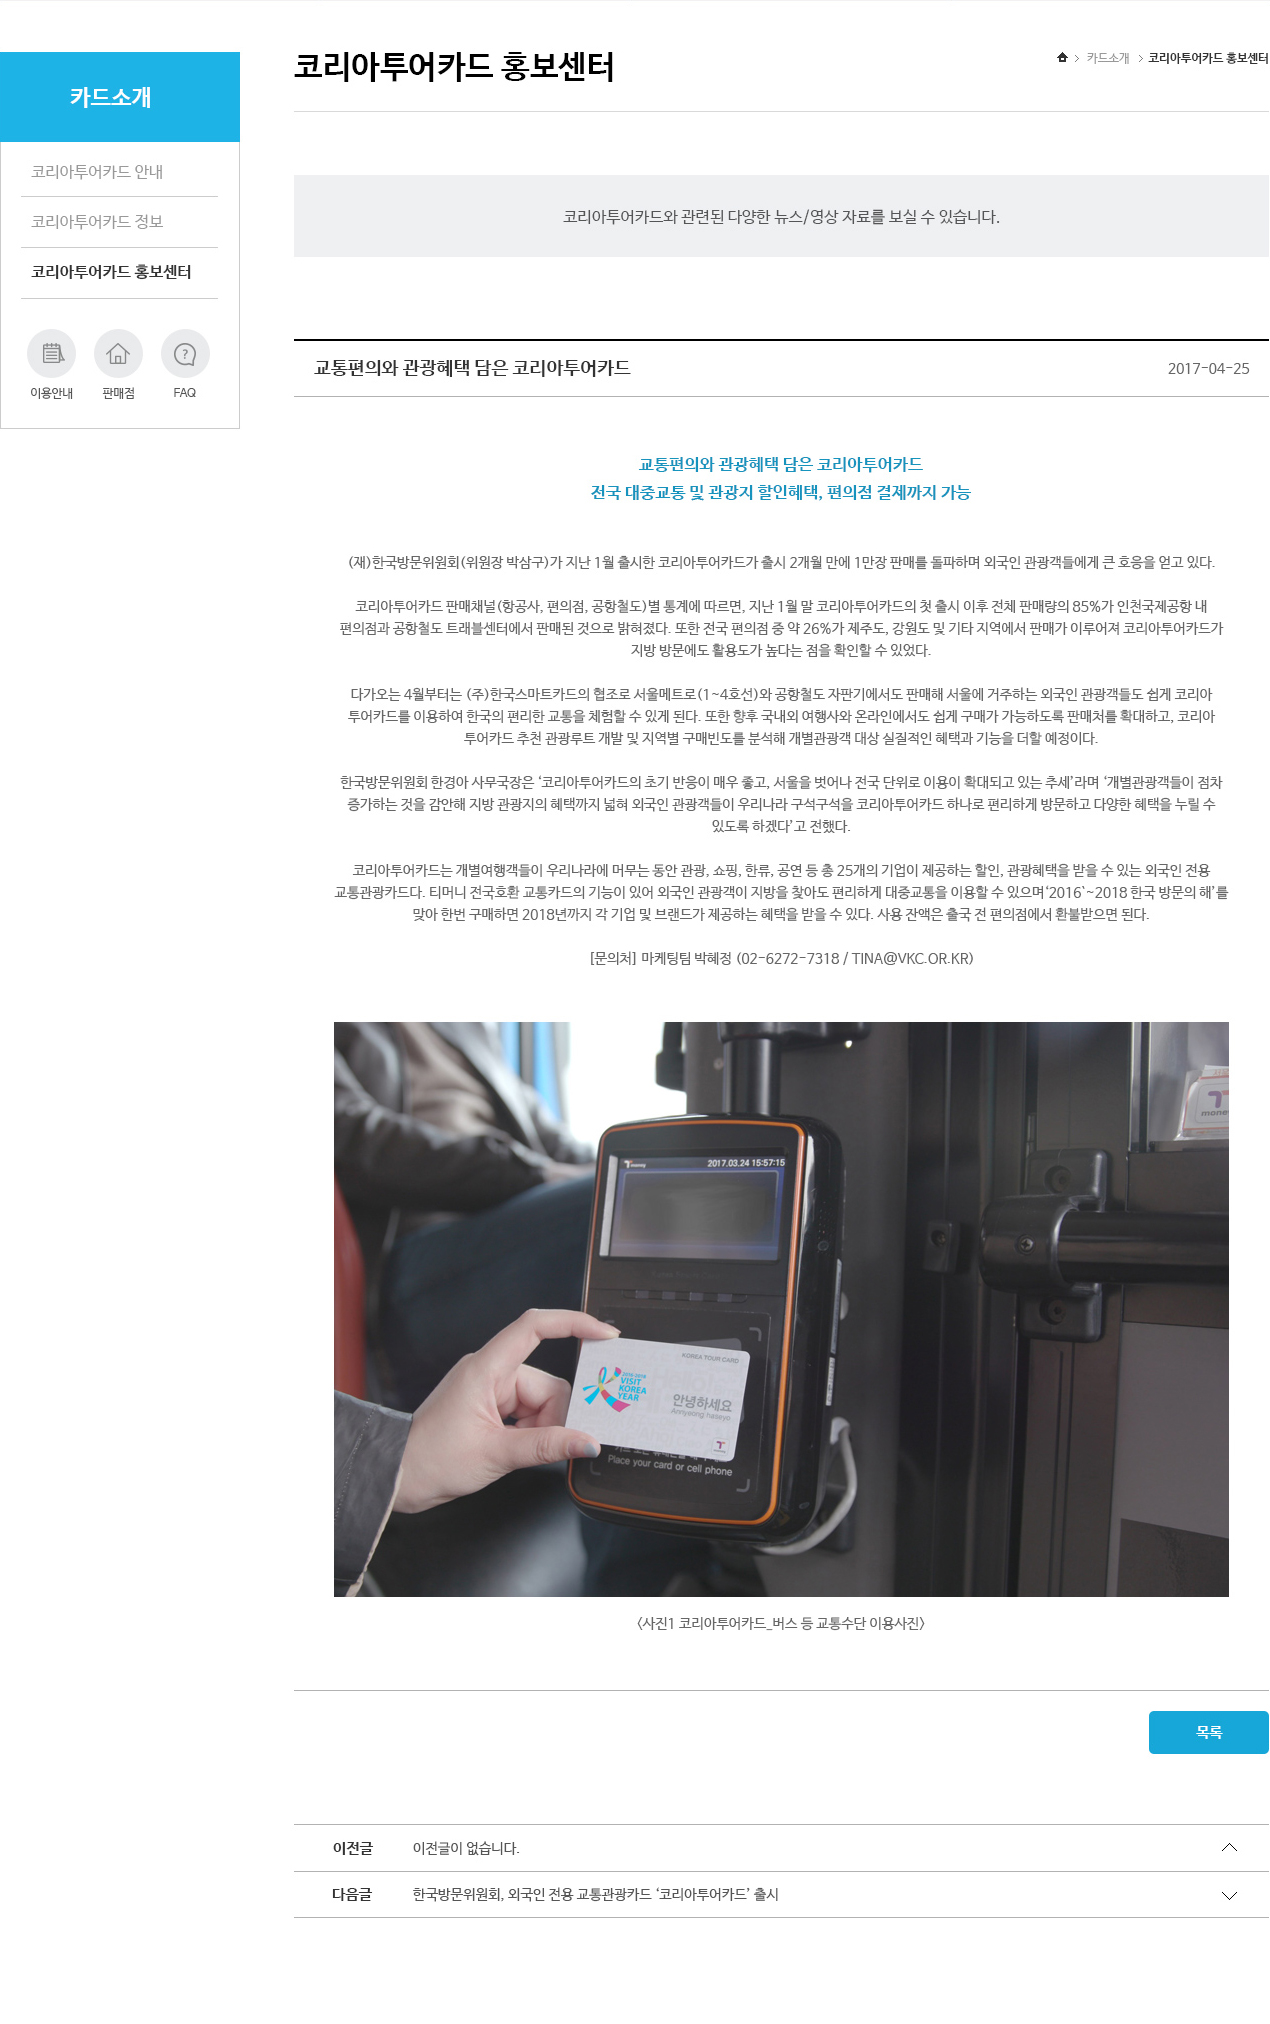 코리아투어카드 홍보센터
카드소개
코리아투어카드 홍보센터
카드소개
코리아투어카드 안내
코리아투어카드 정보
코리아투어카드 홍보센터
이용안내
판매점
FAQ
코리아투어카드와 관련된 다양한 뉴스/영상 자료를 보실 수 있습니다.
교통편의와 관광혜택 담은 코리아투어카드
2017-04-25
교통편의와 관광혜택 담은 코리아투어카드
전국 대중교통 및 관광지 할인혜택, 편의점 결제까지 가능
(재)한국방문위원회(위원장 박삼구)가 지난 1월 출시한 코리아투어카드가 출시 2개월 만에 1만장 판매를 돌파하며 외국인 관광객들에게 큰 호응을 얻고 있다.
코리아투어카드 판매채널(항공사, 편의점, 공항철도)별 통계에 따르면, 지난 1월 말 코리아투어카드의 첫 출시 이후 전체 판매량의 85%가 인천국제공항 내
편의점과 공항철도 트래블센터에서 판매된 것으로 밝혀졌다. 또한 전국 편의점 중 약 26%가 제주도, 강원도 및 기타 지역에서 판매가 이루어져 코리아투어카드가
지방 방문에도 활용도가 높다는 점을 확인할 수 있었다.
다가오는 4월부터는 (주)한국스마트카드의 협조로 서울메트로(1~4호선)와 공항철도 자판기에서도 판매해 서울에 거주하는 외국인 관광객들도 쉽게 코리아
투어카드를 이용하여 한국의 편리한 교통을 체험할 수 있게 된다. 또한 향후 국내외 여행사와 온라인에서도 쉽게 구매가 가능하도록 판매처를 확대하고, 코리아
투어카드 추천 관광루트 개발 및 지역별 구매빈도를 분석해 개별관광객 대상 실질적인 혜택과 기능을 더할 예정이다.
한국방문위원회 한경아 사무국장은 ‘코리아투어카드의 초기 반응이 매우 좋고, 서울을 벗어나 전국 단위로 이용이 확대되고 있는 추세’라며 ‘개별관광객들이 점차
증가하는 것을 감안해 지방 관광지의 혜택까지 넓혀 외국인 관광객들이 우리나라 구석구석을 코리아투어카드 하나로 편리하게 방문하고 다양한 혜택을 누릴 수
있도록 하겠다’고 전했다.
코리아투어카드는 개별여행객들이 우리나라에 머무는 동안 관광, 쇼핑, 한류, 공연 등 총 25개의 기업이 제공하는 할인, 관광혜택을 받을 수 있는 외국인 전용
교통관광카드다. 티머니 전국호환 교통카드의 기능이 있어 외국인 관광객이 지방을 찾아도 편리하게 대중교통을 이용할 수 있으며‘2016`~2018 한국 방문의 해’를
맞아 한번 구매하면 2018년까지 각 기업 및 브랜드가 제공하는 혜택을 받을 수 있다. 사용 잔액은 출국 전 편의점에서 환불받으면 된다.
[문의처] 마케팅팀 박혜정 (02-6272-7318 / TINA@VKC.OR.KR)
money
money
2017.03.24 15:57:15
KOREA TOUR CARD
2016-2018
VISIT
KOREA
YEAR
안녕하세요
Annyeong haseyo
Place your card or cell phone
<사진1 코리아투어카드_버스 등 교통수단 이용사진>
목록
이전글
이전글이 없습니다.
다음글
한국방문위원회, 외국인 전용 교통관광카드 ‘코리아투어카드’ 출시